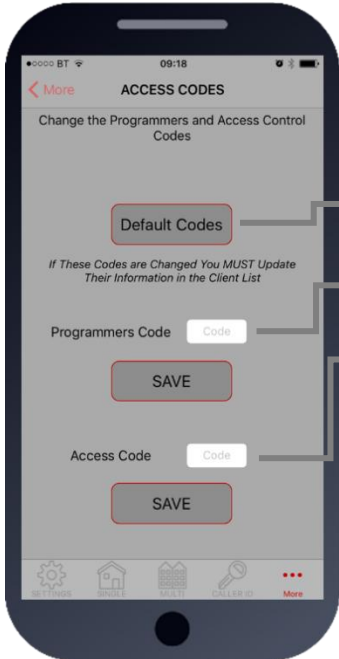 BT 09:18
More ACCESS CODES
Change the Programmers and Access Control
Codes
Default Codes
If These Codes are Changed You MUST Update
Their Information in the Client List
Programmers Code Code
SAVE
Access Code Code
SAVE
SETTINGS SINGLE MULTI CALLER ID More